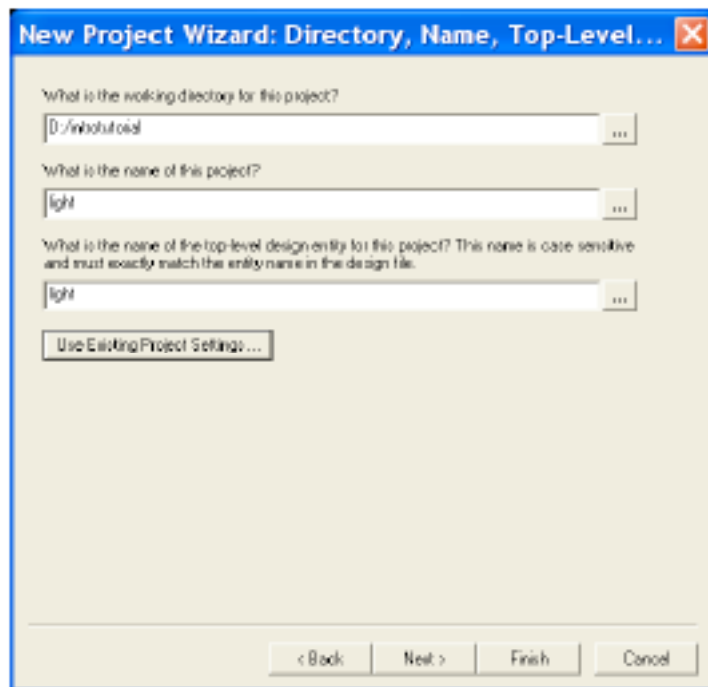 New Project Wizard: Directory, Name, Top-Level...
What is the working directory for this project?
D:/introtutorial
...
What is the name of this project?
light
...
What is the name of the top-level design entity for this project? This name is case sensitive
and must exactly match the entity name in the design file.
light
...
Use Existing Project Settings ...
< Back
Next >
Finish
Cancel